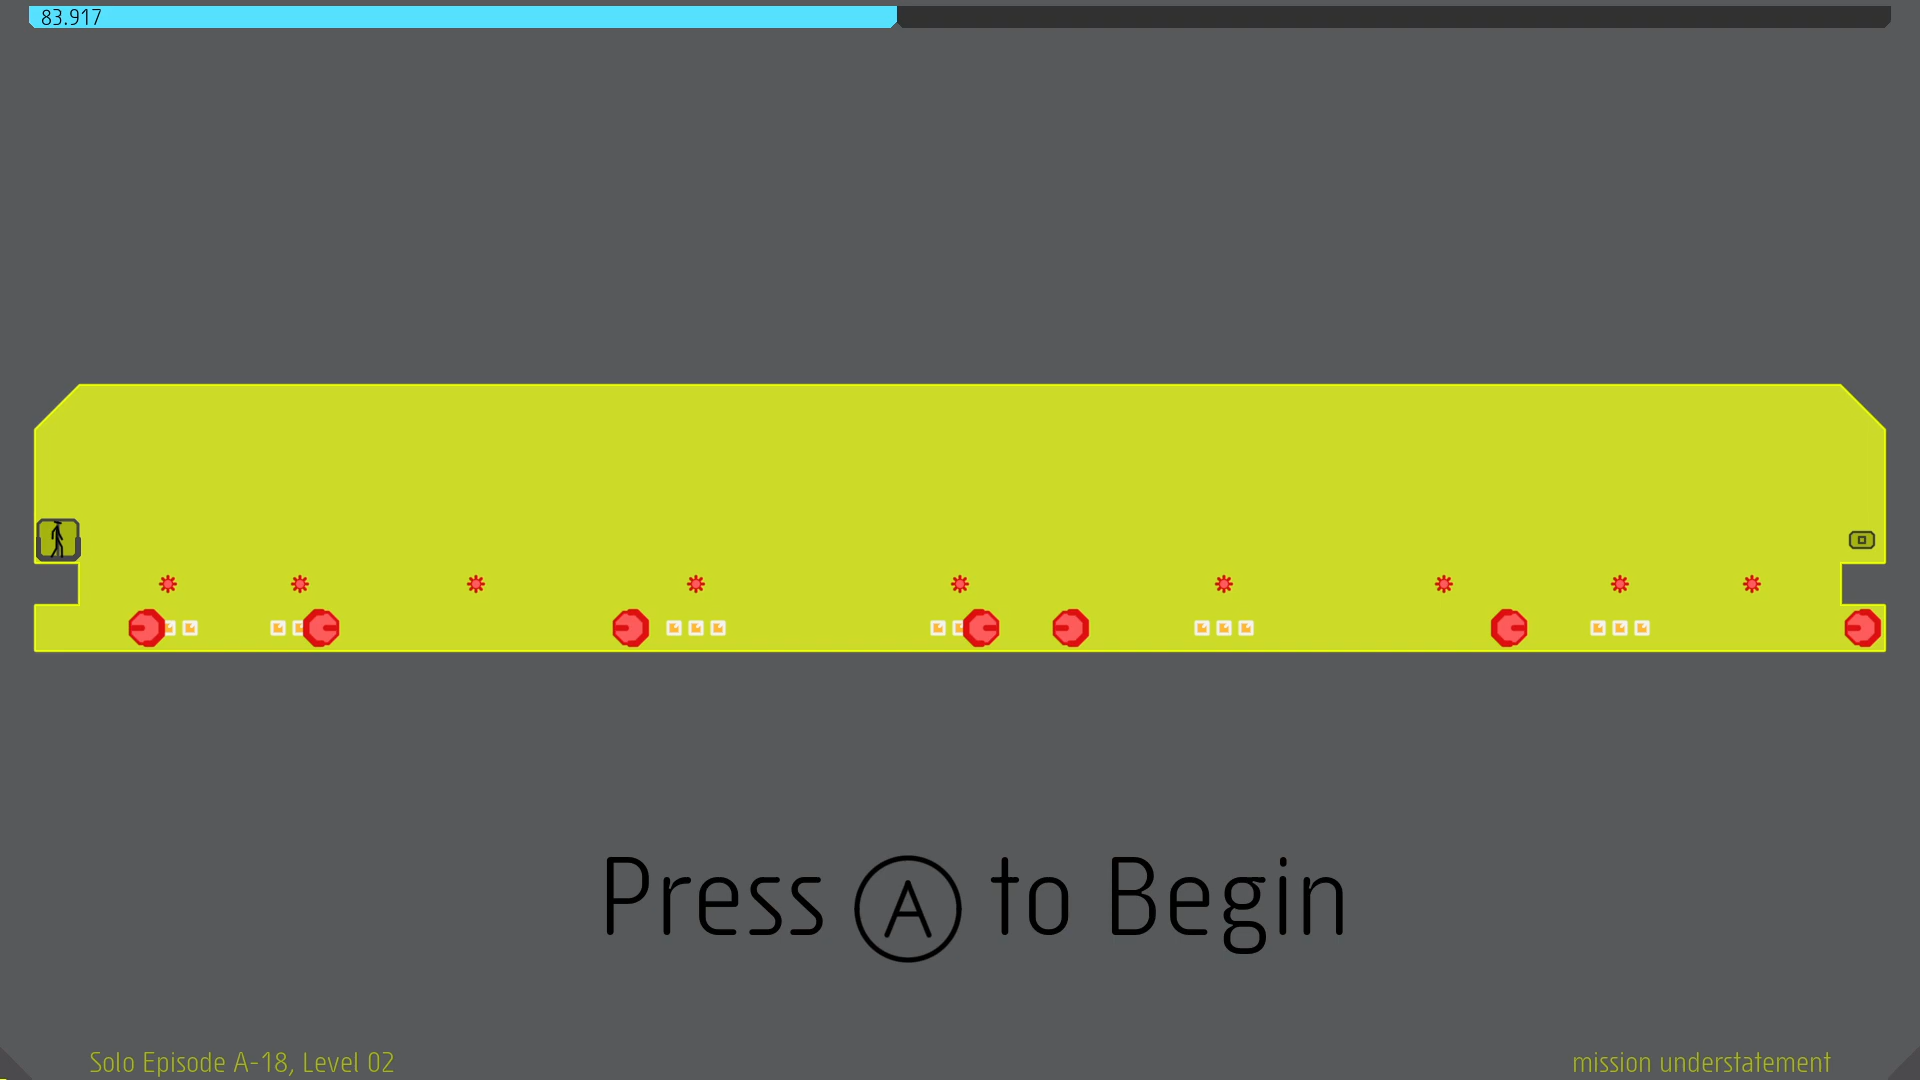 83.917
Press A to Begin
Solo Episode A-18, Level 02
mission understatement